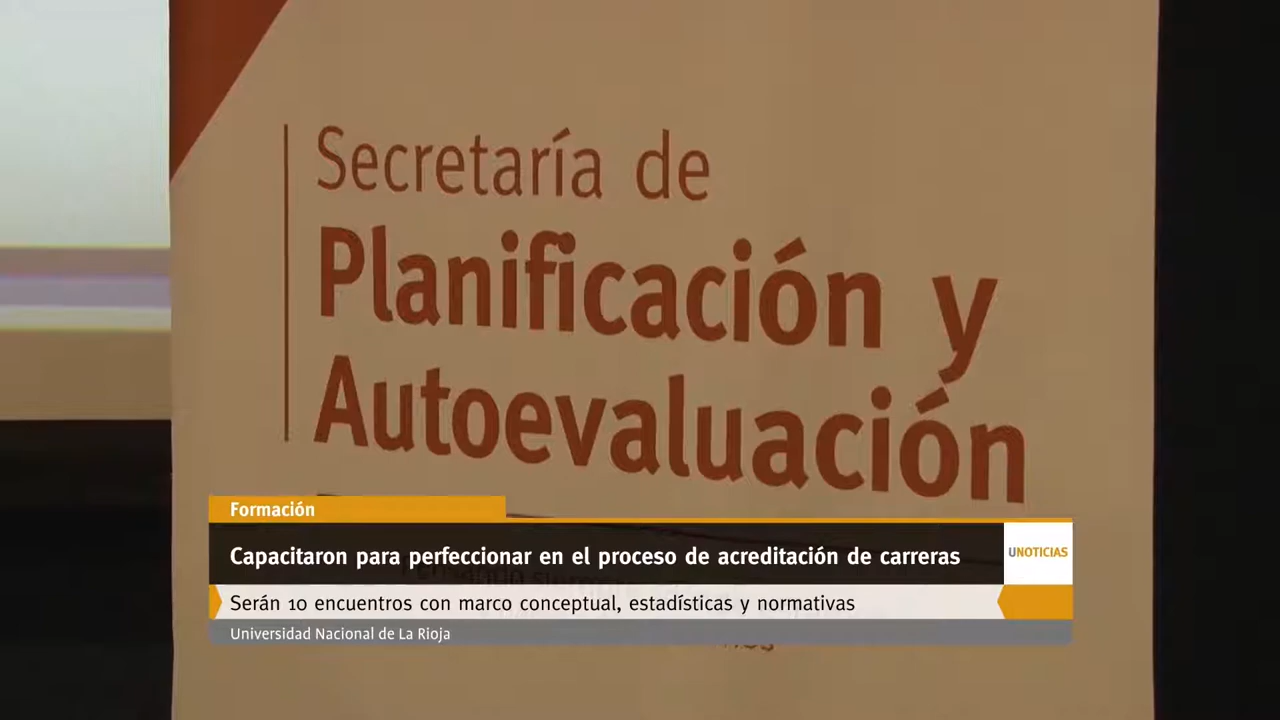 Secretaría de
Planificación y
Autoevaluación
Formación
Capacitaron para perfeccionar en el proceso de acreditación de carreras
UNOTICIAS
Serán 10 encuentros con marco conceptual, estadísticas y normativas
Universidad Nacional de La Rioja